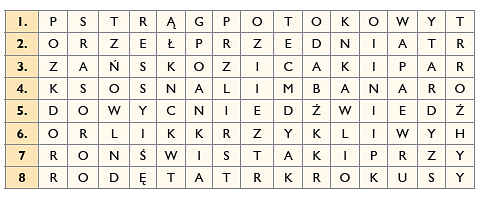 1. P S T R Ą G P O T O K O W Y T
2. O R Z E Ł P R Z E D N I A T R
3. Z A Ń S K O Z I C A K I P A R
4. K S O S N A L I M B A N A R O
5. D O W Y C N I E D Ź W I E D Ź
6. O R L I K K R Z Y K L I W Y H
7 R O N Ś W I S T A K I P R Z Y
8 R O D Ę T A T R K R O K U S Y